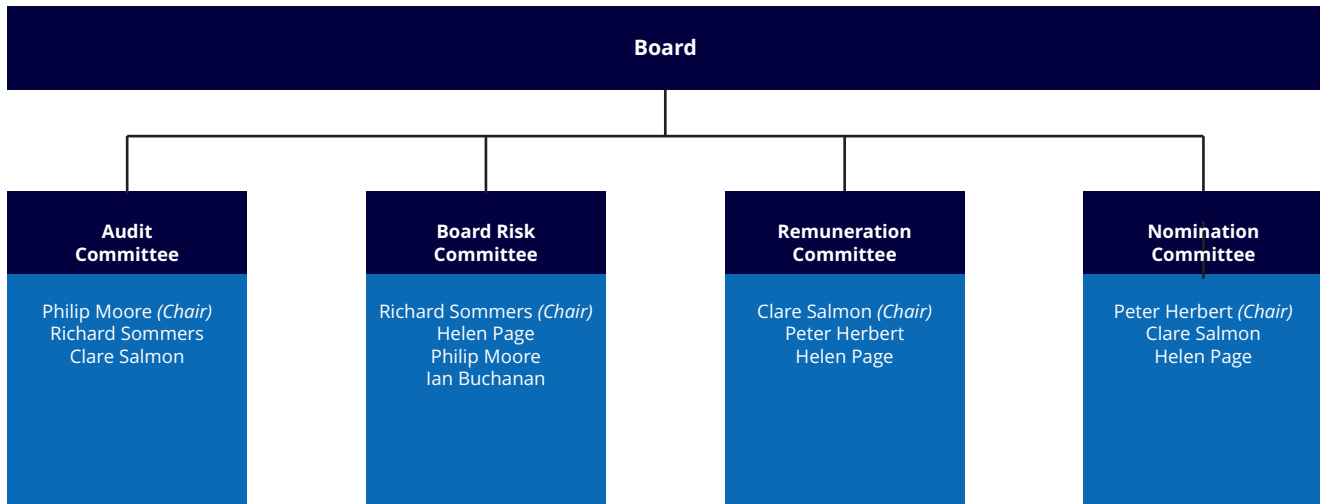 Board
Audit
Committee
Philip Moore (Chair)
Richard Sommers
Clare Salmon
Board Risk
Committee
Richard Sommers (Chair)
Helen Page
Philip Moore
Ian Buchanan
Remuneration
Committee
Clare Salmon (Chair)
Peter Herbert
Helen Page
Nomination
Committee
Peter Herbert (Chair)
Clare Salmon
Helen Page